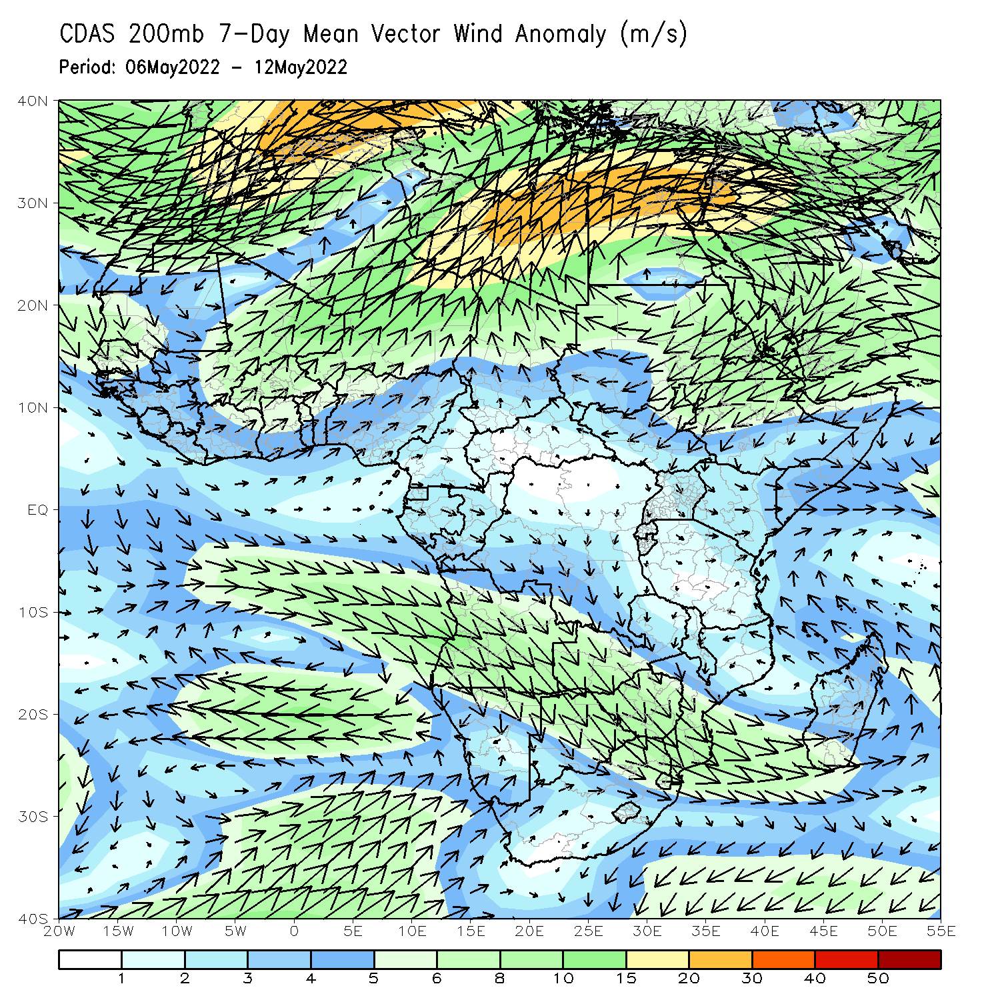 CDAS 200mb 7-Day Mean Vector Wind Anomaly (m/s)
Period: 06May2022 - 12May2022
40N
30N
20N
10N
EQ
10S
20S
30S
40S
20W 15W 10W 5W 0 5E 10E 15E 20E 25E 30E 35E 40E 45E 50E 55E
1 2 3 4 5 6 8 10 15 20 30 40 50